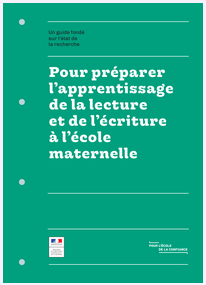 Un guide fondé
sur l'état de
la recherche
Pour préparer
l'apprentissage
de la lecture
et de l'écriture
à l'école
maternelle
POUR L'ÉCOLE
DE LA CONFIANCE